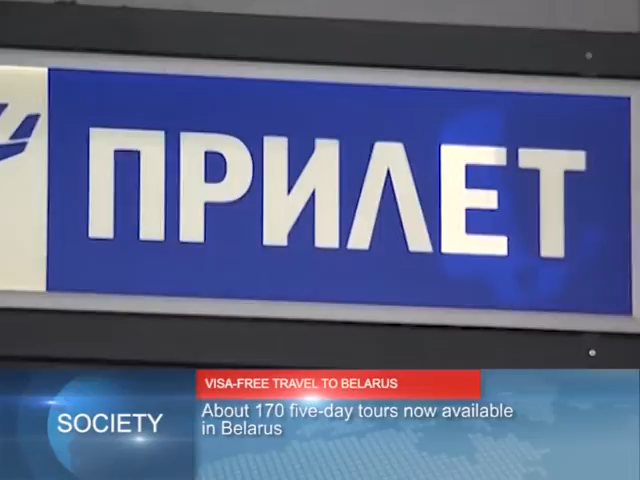 ПРИЛЕТ
VISA-FREE TRAVEL TO BELARUS
SOCIETY
About 170 five-day tours now available
in Belarus